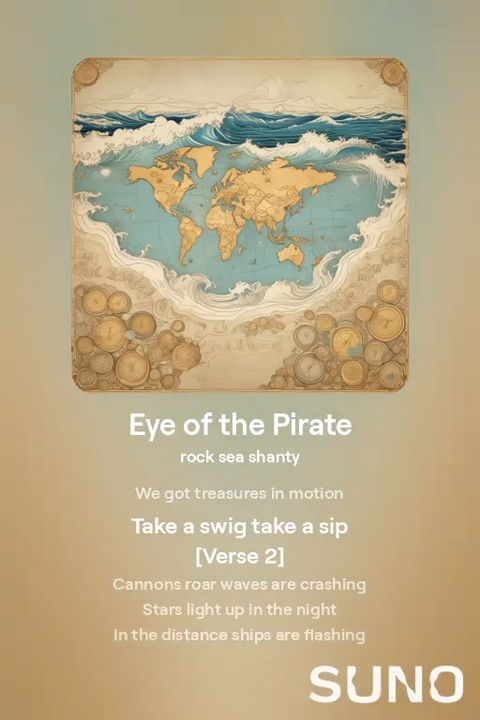 Eye of the Pirate
rock sea shanty
We got treasures in motion
Take a swig take a sip
[Verse 2]
Cannons roar waves are crashing
Stars light up in the night
In the distance ships are flashing
SUNO